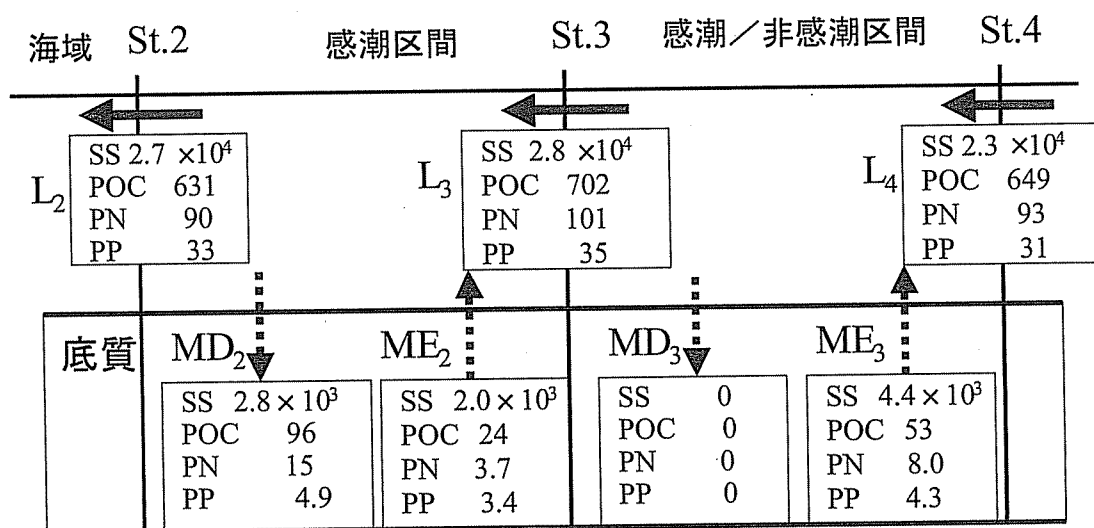 海域 St.2 感潮区間 St.3 感潮／非感潮区間 St.4
L2
SS 2.7 ×10⁴
POC 631
PN 90
PP 33
L3
SS 2.8 ×10⁴
POC 702
PN 101
PP 35
L4
SS 2.3 ×10⁴
POC 649
PN 93
PP 31
底質
MD2
SS 2.8 × 10³
POC 96
PN 15
PP 4.9
ME2
SS 2.0 × 10³
POC 24
PN 3.7
PP 3.4
MD3
SS 0
POC 0
PN 0
PP 0
ME3
SS 4.4 ×10³
POC 53
PN 8.0
PP 4.3